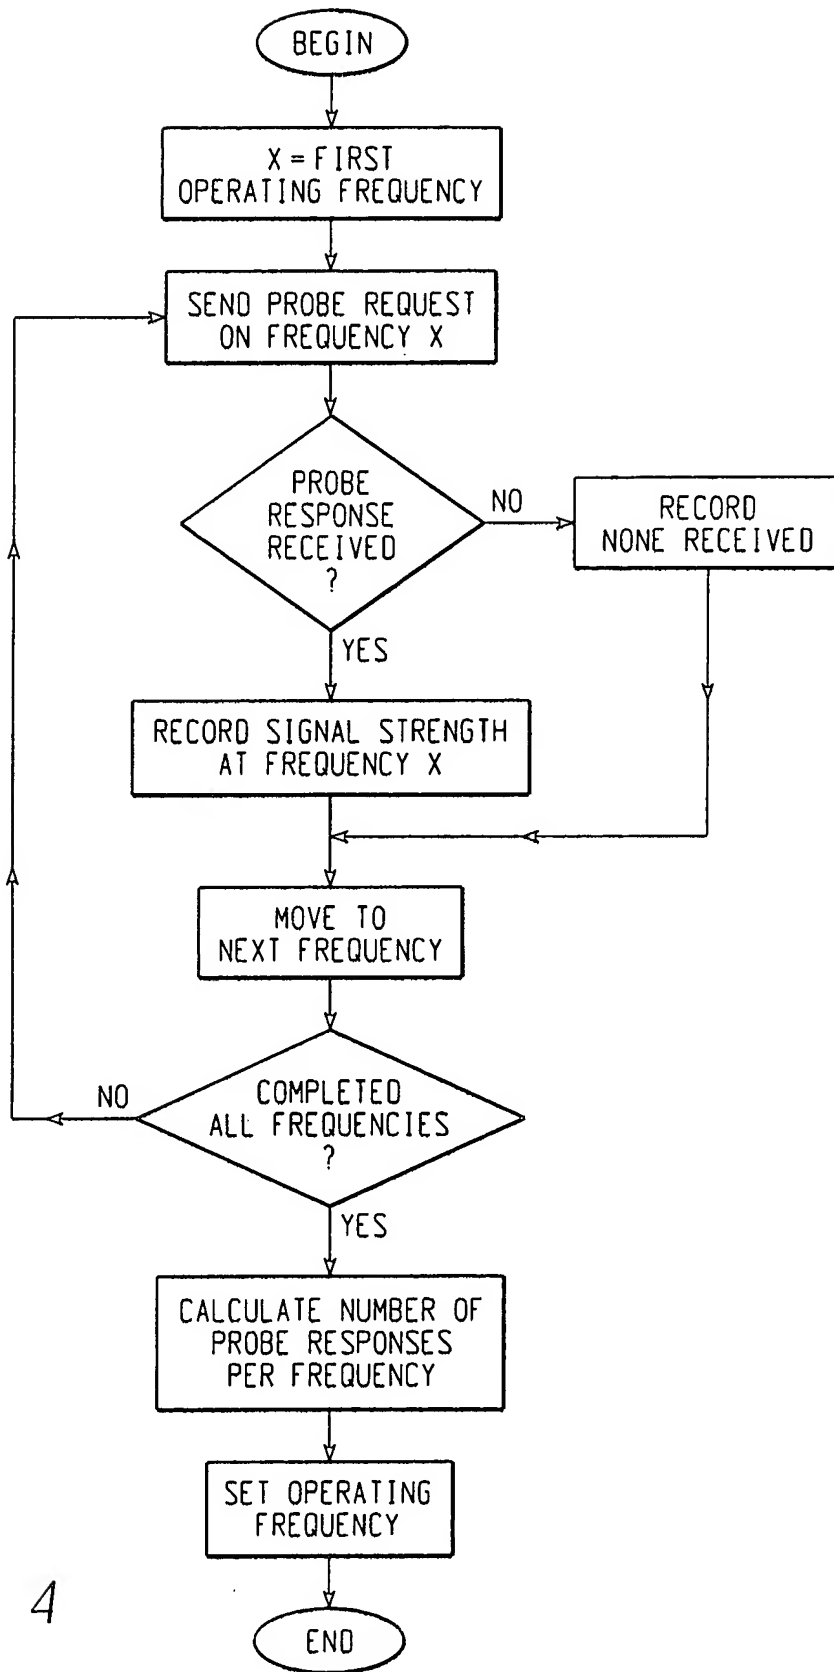 BEGIN
X = FIRST
OPERATING FREQUENCY
SEND PROBE REQUEST
ON FREQUENCY X
PROBE
RESPONSE
RECEIVED
?
NO
RECORD
NONE RECEIVED
YES
RECORD SIGNAL STRENGTH
AT FREQUENCY X
MOVE TO
NEXT FREQUENCY
COMPLETED
ALL FREQUENCIES
?
NO
YES
CALCULATE NUMBER OF
PROBE RESPONSES
PER FREQUENCY
SET OPERATING
FREQUENCY
END
4